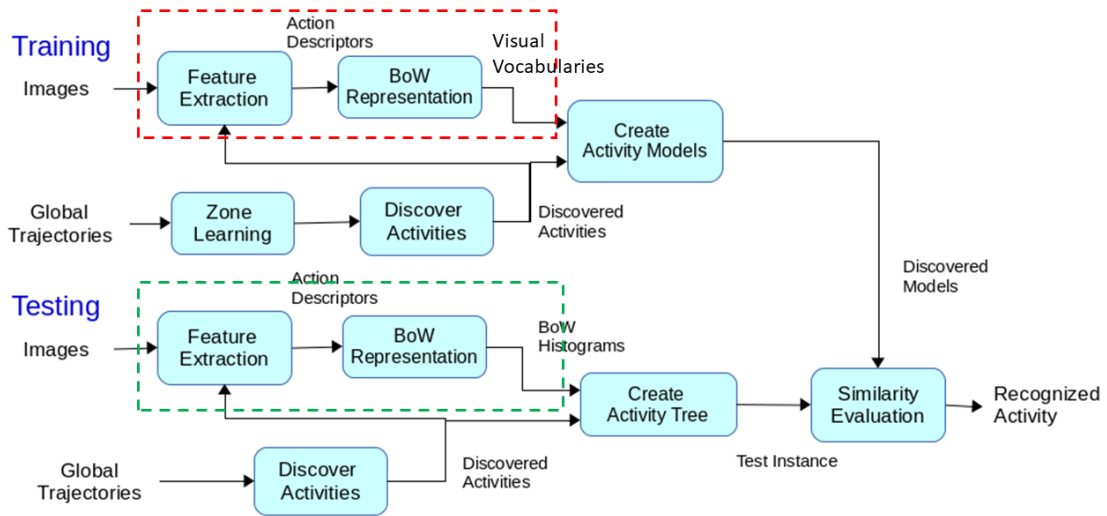 Training
Images
Feature
Extraction
Action
Descriptors
BoW
Representation
Visual
Vocabularies
Create
Activity Models
Global
Trajectories
Zone
Learning
Discover
Activities
Discovered
Activities
Discovered
Models
Testing
Images
Feature
Extraction
Action
Descriptors
BoW
Representation
BoW
Histograms
Create
Activity Tree
Similarity
Evaluation
Recognized
Activity
Test Instance
Global
Trajectories
Discover
Activities
Discovered
Activities